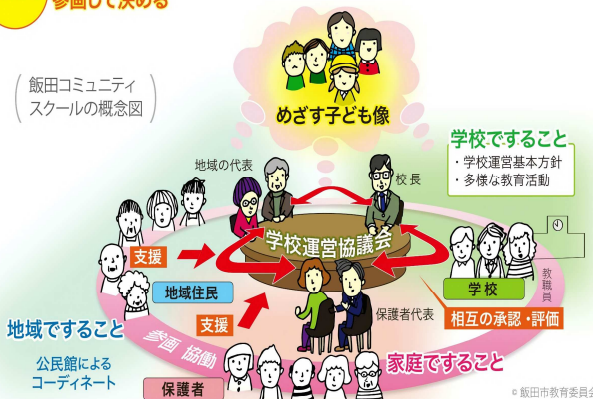 参画して決める
飯田コミュニティ
スクールの概念図
めざす子ども像
学校ですること
・学校運営基本方針
・多様な教育活動
地域の代表
校長
学校運営協議会
支援
地域住民
学校
教職員
地域ですること
支援
保護者代表
相互の承認・評価
参画 協働
公民館による
コーディネート
家庭ですること
保護者
© 飯田市教育委員会